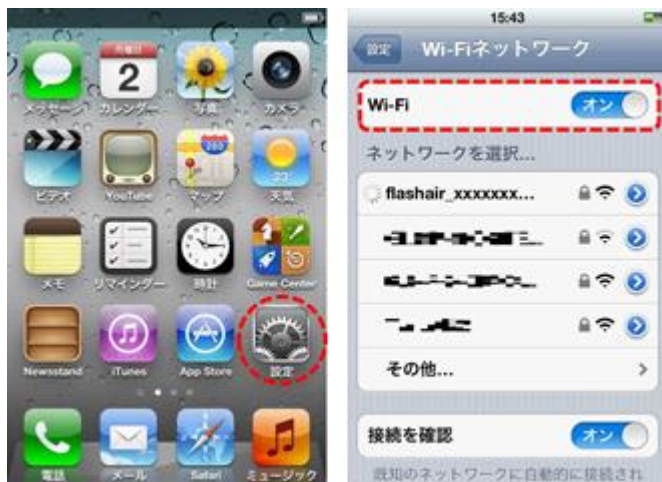 月曜日
2
メッセージ
カレンダー
写真
カメラ
280
23°
ビデオ
YouTube
マップ
天気
メモ
リマインダー
時計
Game Center
Newsstand
iTunes
App Store
設定
電話
メール
Safari
ミュージック
15:43
設定
Wi-Fiネットワーク
Wi-Fi
オン
ネットワークを選択...
flashair_xxxxxxx...
その他...
接続を確認
オン
既知のネットワークに自動的に接続され